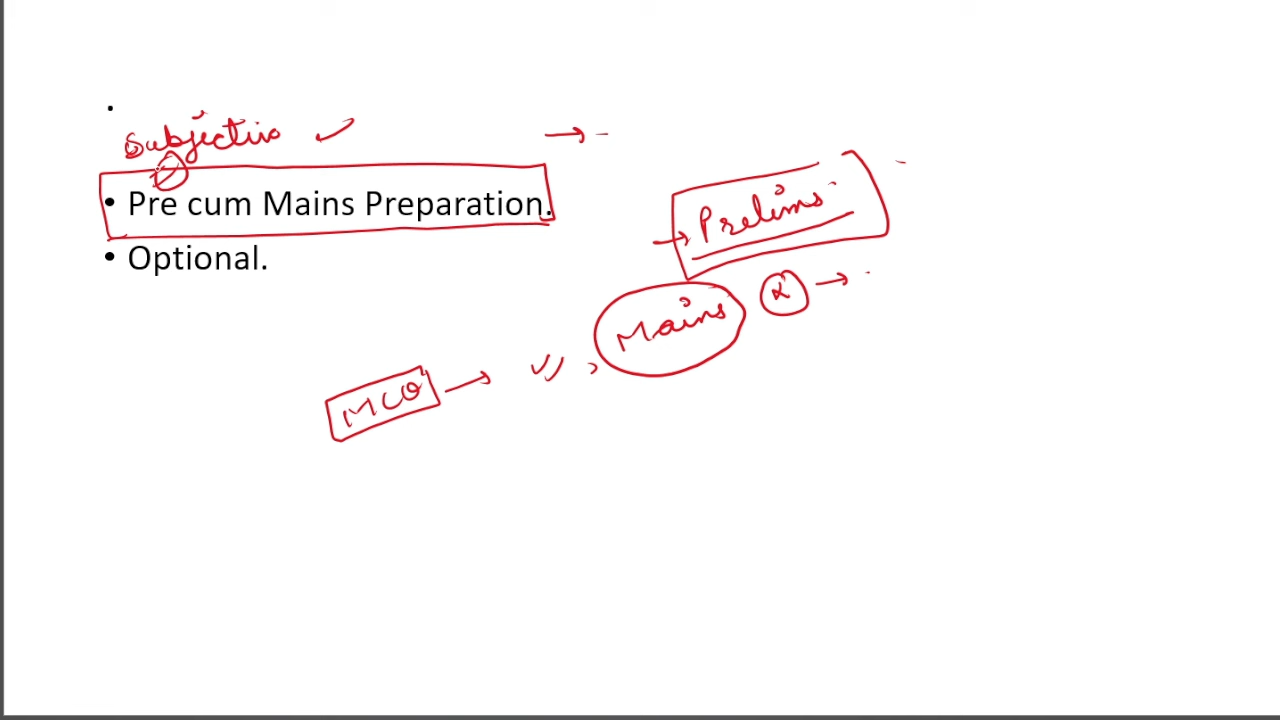 Subjective
• Pre cum Mains Preparation.
• Optional.
Prelims
Mains
MCQ